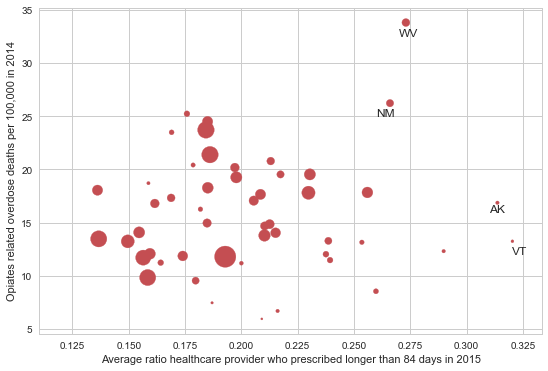 Opiates related overdose deaths per 100,000 in 2014
35
30
25
20
15
10
5
WV
NM
AK
VT
0.125 0.150 0.175 0.200 0.225 0.250 0.275 0.300 0.325
Average ratio healthcare provider who prescribed longer than 84 days in 2015